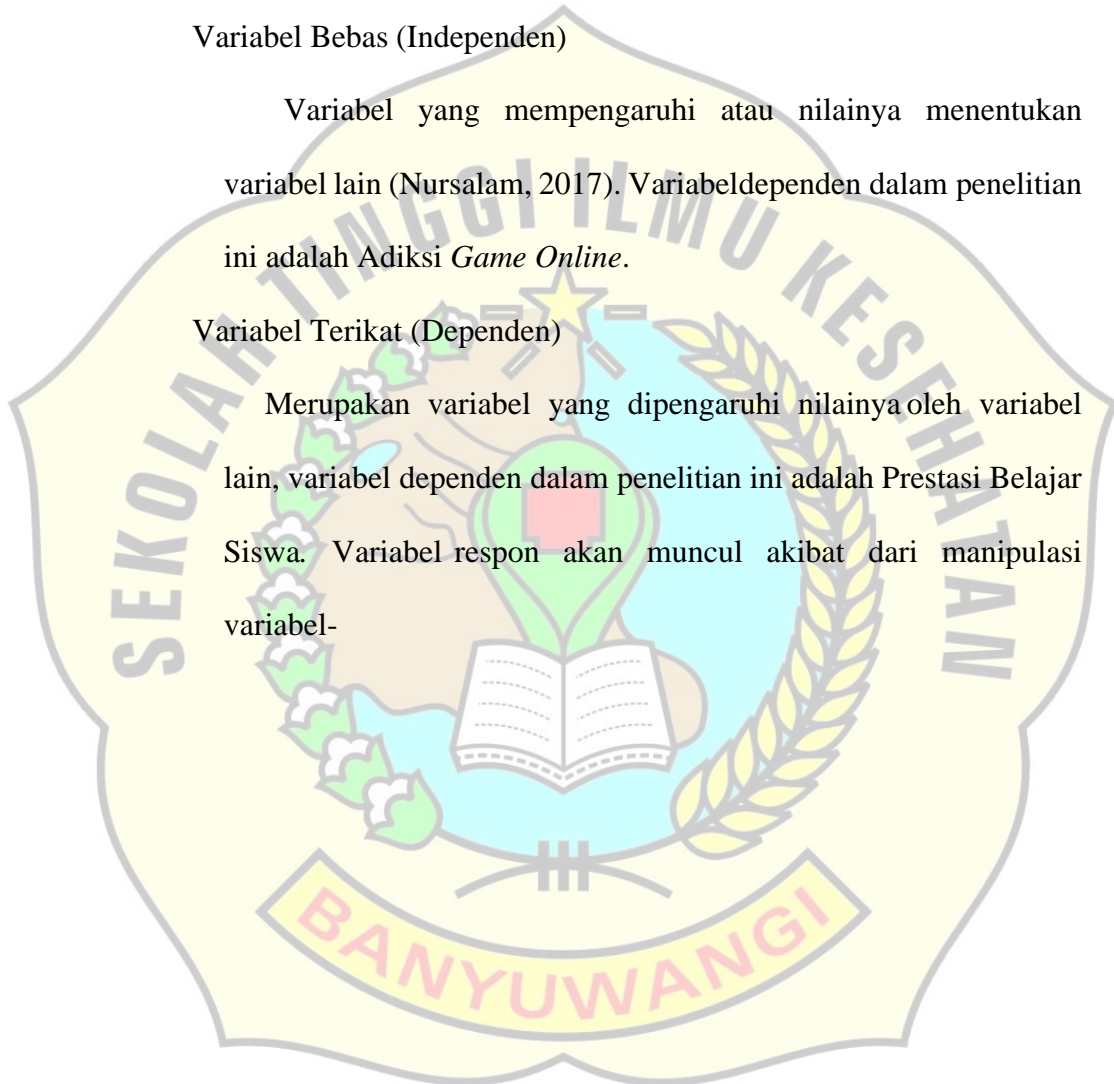 Variabel Bebas (Independen)
Variabel yang mempengaruhi atau nilainya menentukan
variabel lain (Nursalam, 2017). Variabeldependen dalam penelitian
ini adalah Adiksi Game Online.
Variabel Terikat (Dependen)
Merupakan variabel yang dipengaruhi nilainya oleh variabel
lain, variabel dependen dalam penelitian ini adalah Prestasi Belajar
Siswa. Variabel respon akan muncul akibat dari manipulasi
variabel-
SEKOLAH TINGGI ILMU KESEHATAN
BANYUWANGI